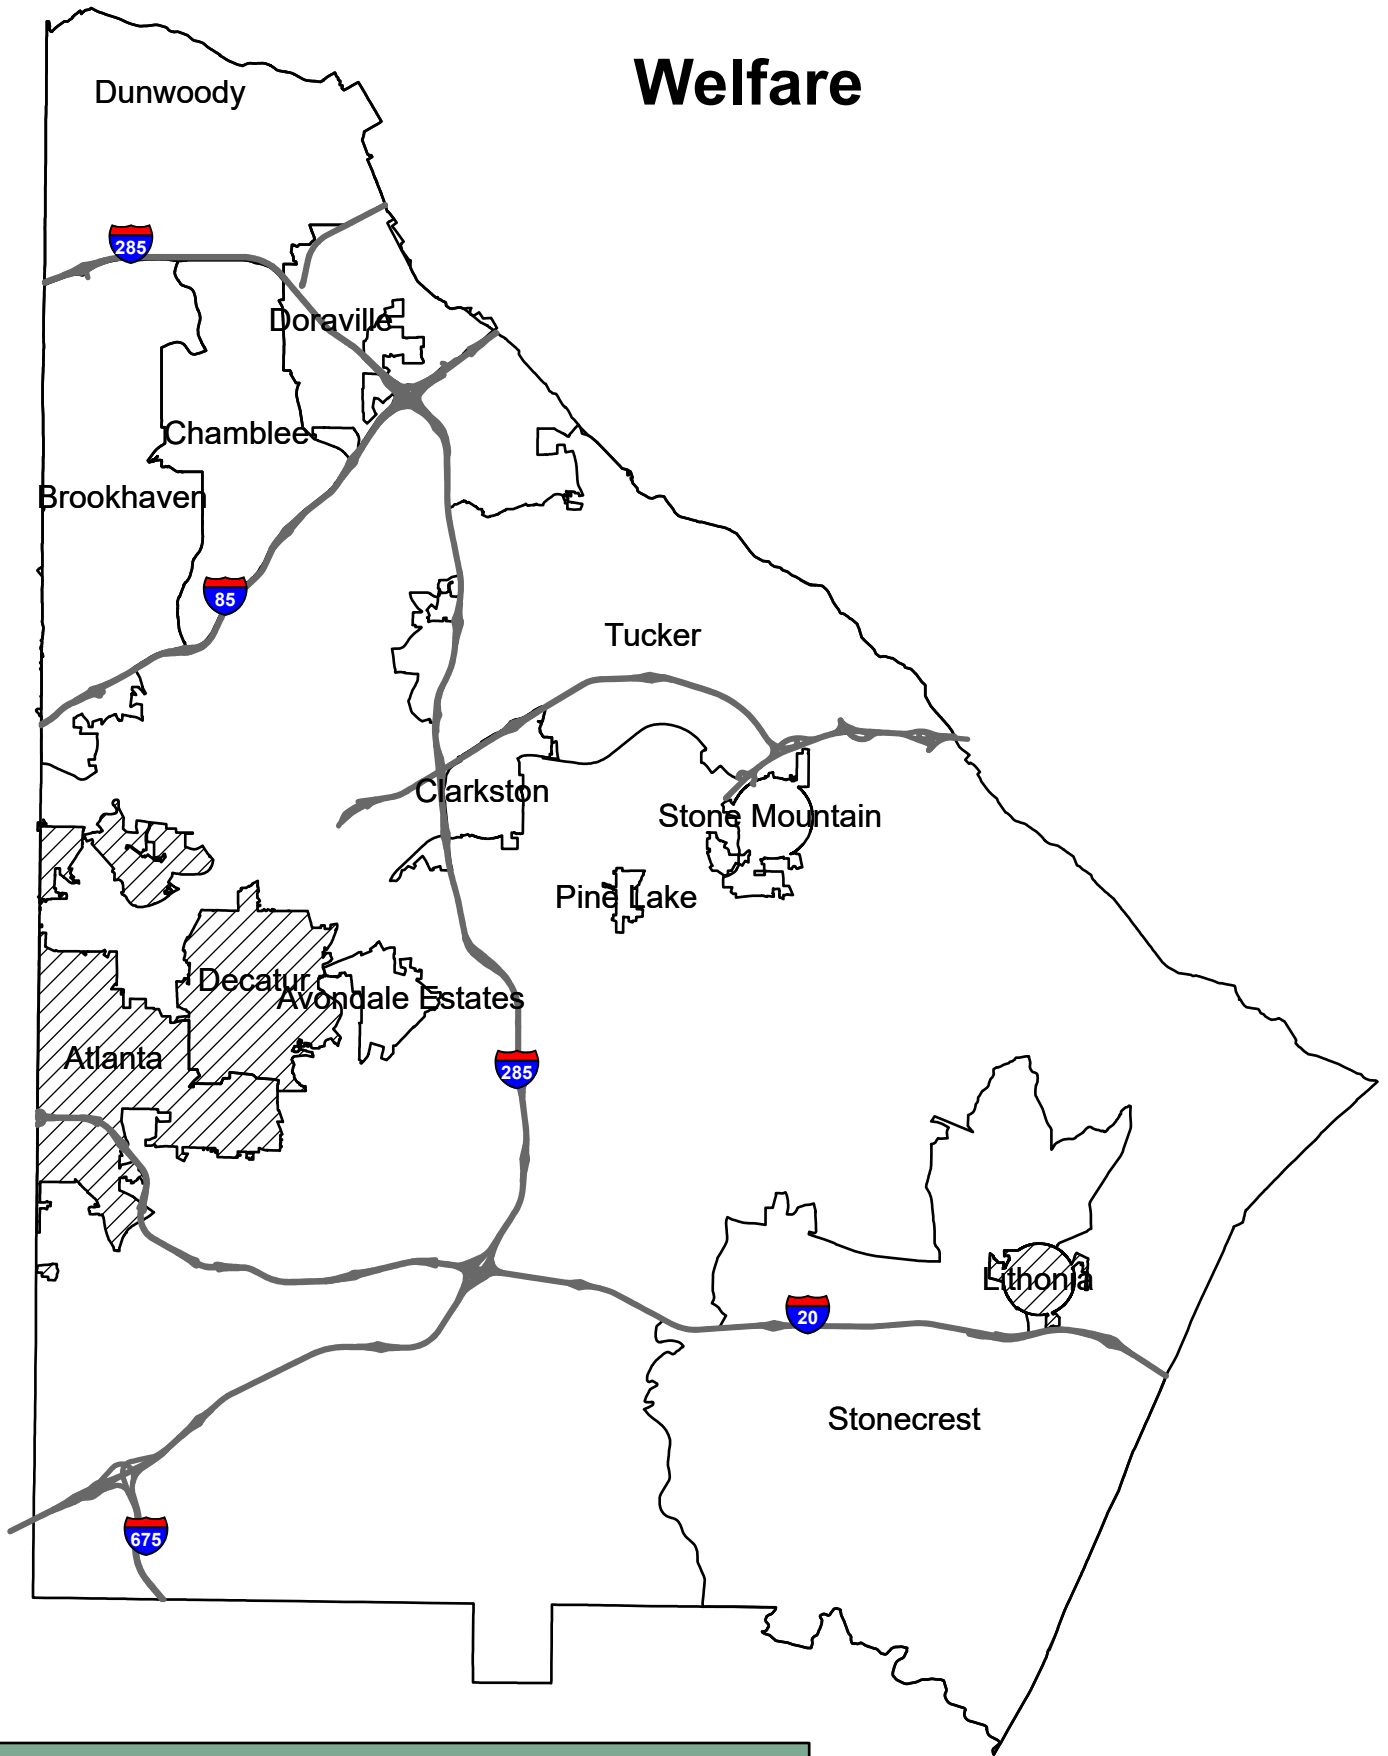 Welfare
Dunwoody
285
Doraville
Chamblee
Brookhaven
85
Tucker
Clarkston
Stone Mountain
Pine Lake
Decatur
Avondale Estates
Atlanta
285
Lithonia
20
Stonecrest
675